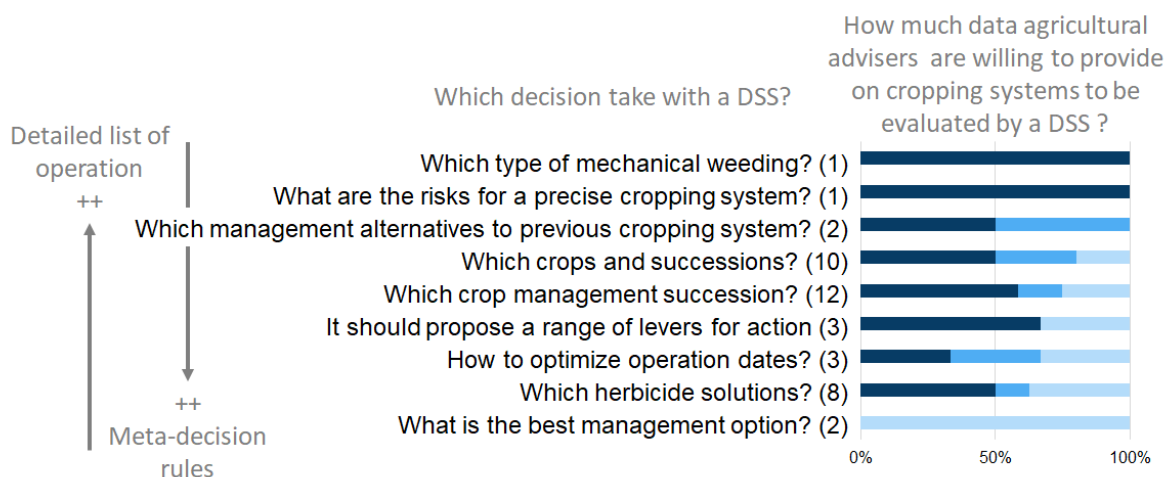 How much data agricultural
advisers are willing to provide
on cropping systems to be
evaluated by a DSS ?
Which decision take with a DSS?
Detailed list of
operation
++
++
Meta-decision
rules
Which type of mechanical weeding? (1)
What are the risks for a precise cropping system? (1)
Which management alternatives to previous cropping system? (2)
Which crops and successions? (10)
Which crop management succession? (12)
It should propose a range of levers for action (3)
How to optimize operation dates? (3)
Which herbicide solutions? (8)
What is the best management option? (2)
0%
50%
100%